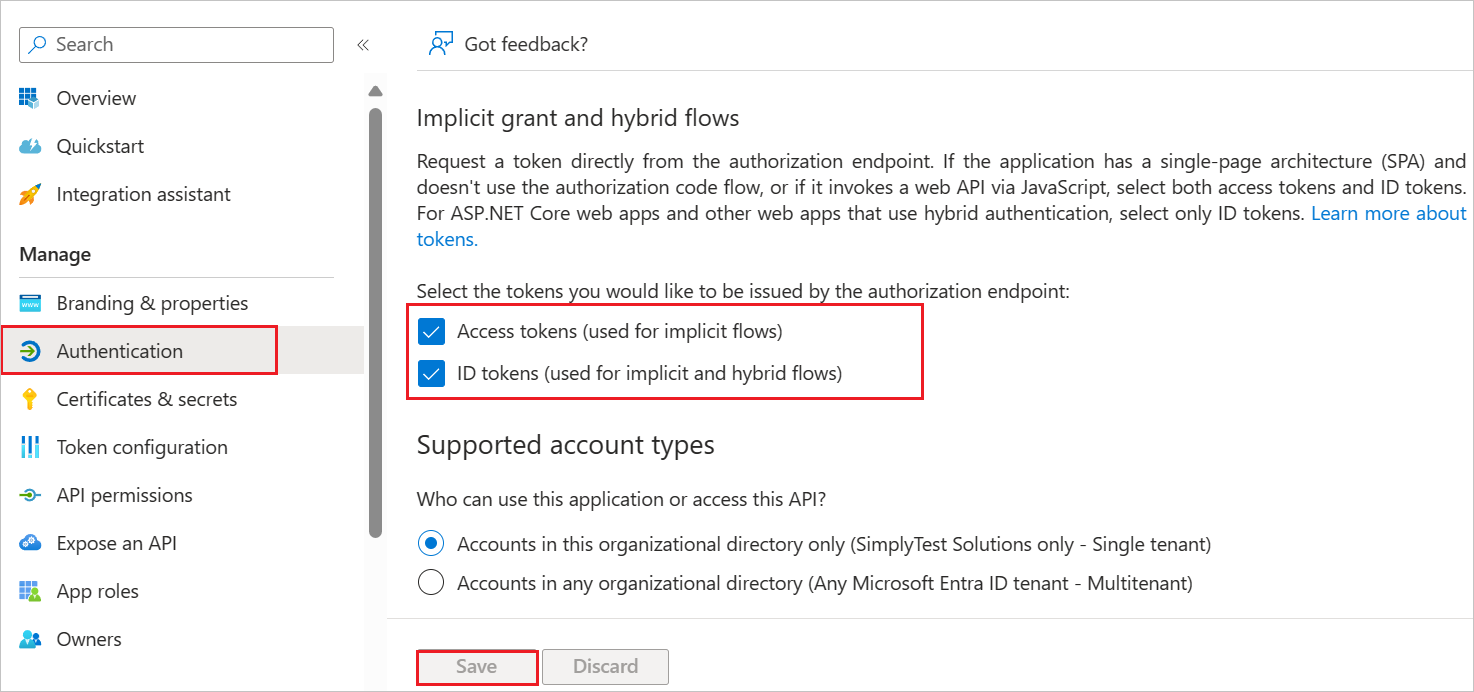 Search
Overview
Quickstart
Integration assistant
Manage
Branding & properties
Authentication
Certificates & secrets
Token configuration
API permissions
Expose an API
App roles
Owners
Got feedback?
Implicit grant and hybrid flows
Request a token directly from the authorization endpoint. If the application has a single-page architecture (SPA) and
doesn't use the authorization code flow, or if it invokes a web API via JavaScript, select both access tokens and ID tokens.
For ASP.NET Core web apps and other web apps that use hybrid authentication, select only ID tokens. Learn more about
tokens.
Select the tokens you would like to be issued by the authorization endpoint:
Access tokens (used for implicit flows)
ID tokens (used for implicit and hybrid flows)
Supported account types
Who can use this application or access this API?
Accounts in this organizational directory only (SimplyTest Solutions only - Single tenant)
Accounts in any organizational directory (Any Microsoft Entra ID tenant - Multitenant)
Save
Discard